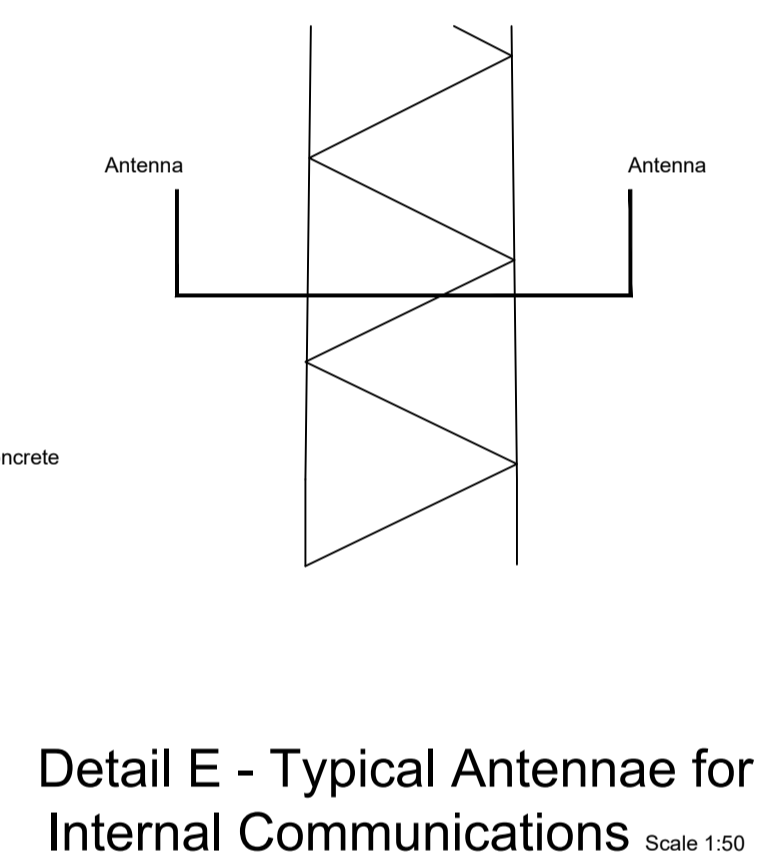 Antenna
Antenna
ncrete
Detail E - Typical Antennae for
Internal Communications Scale 1:50